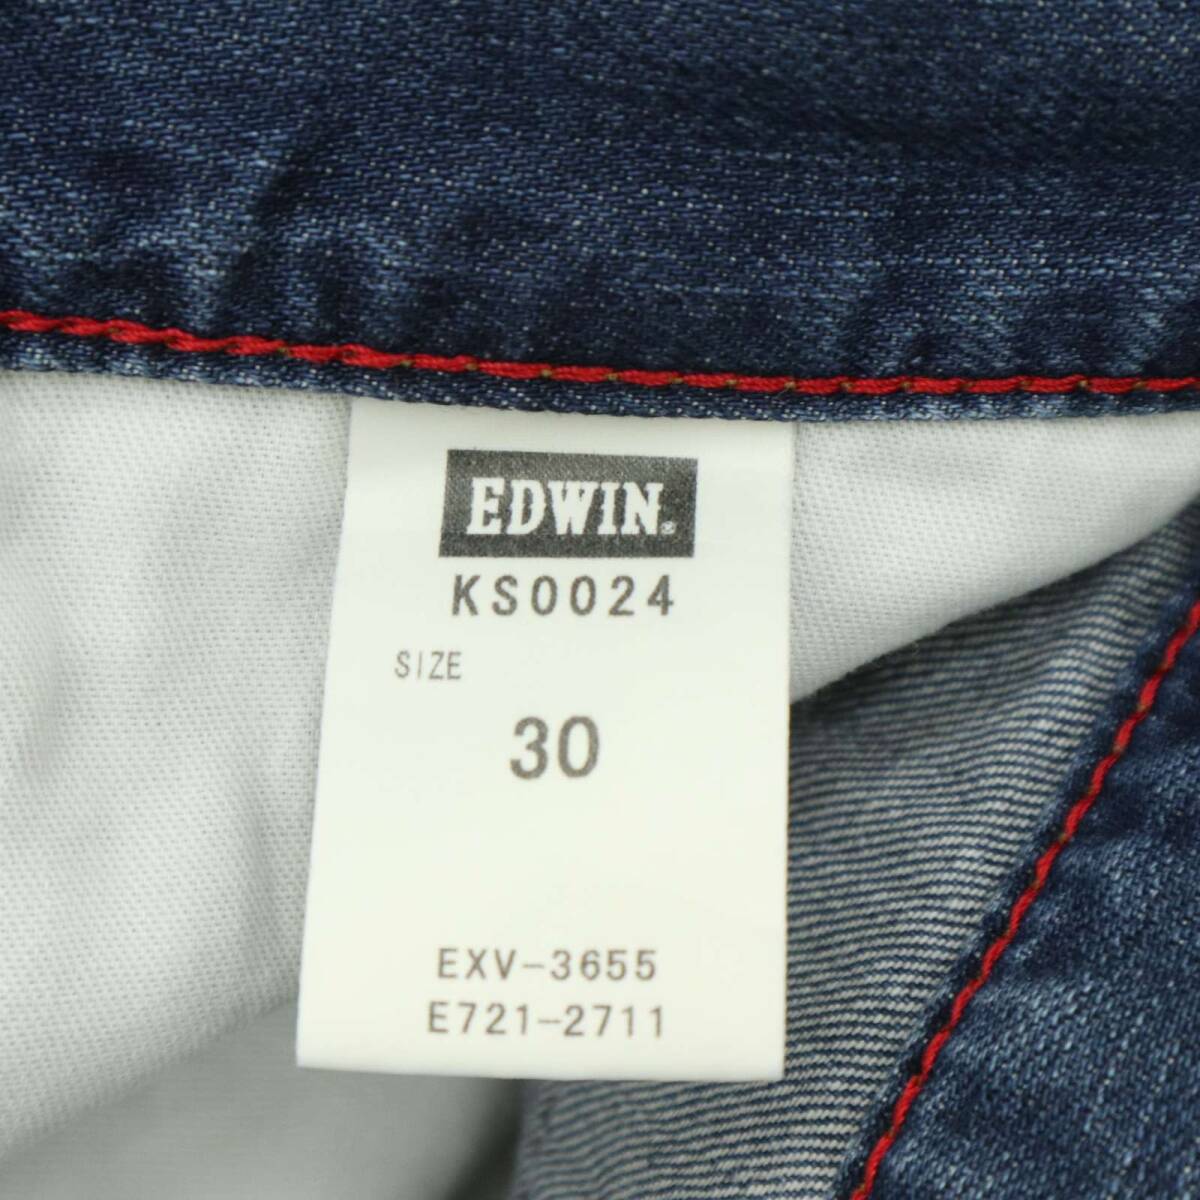 EDWIN®
KS0024
SIZE
30
EXV-3655
E721-2711